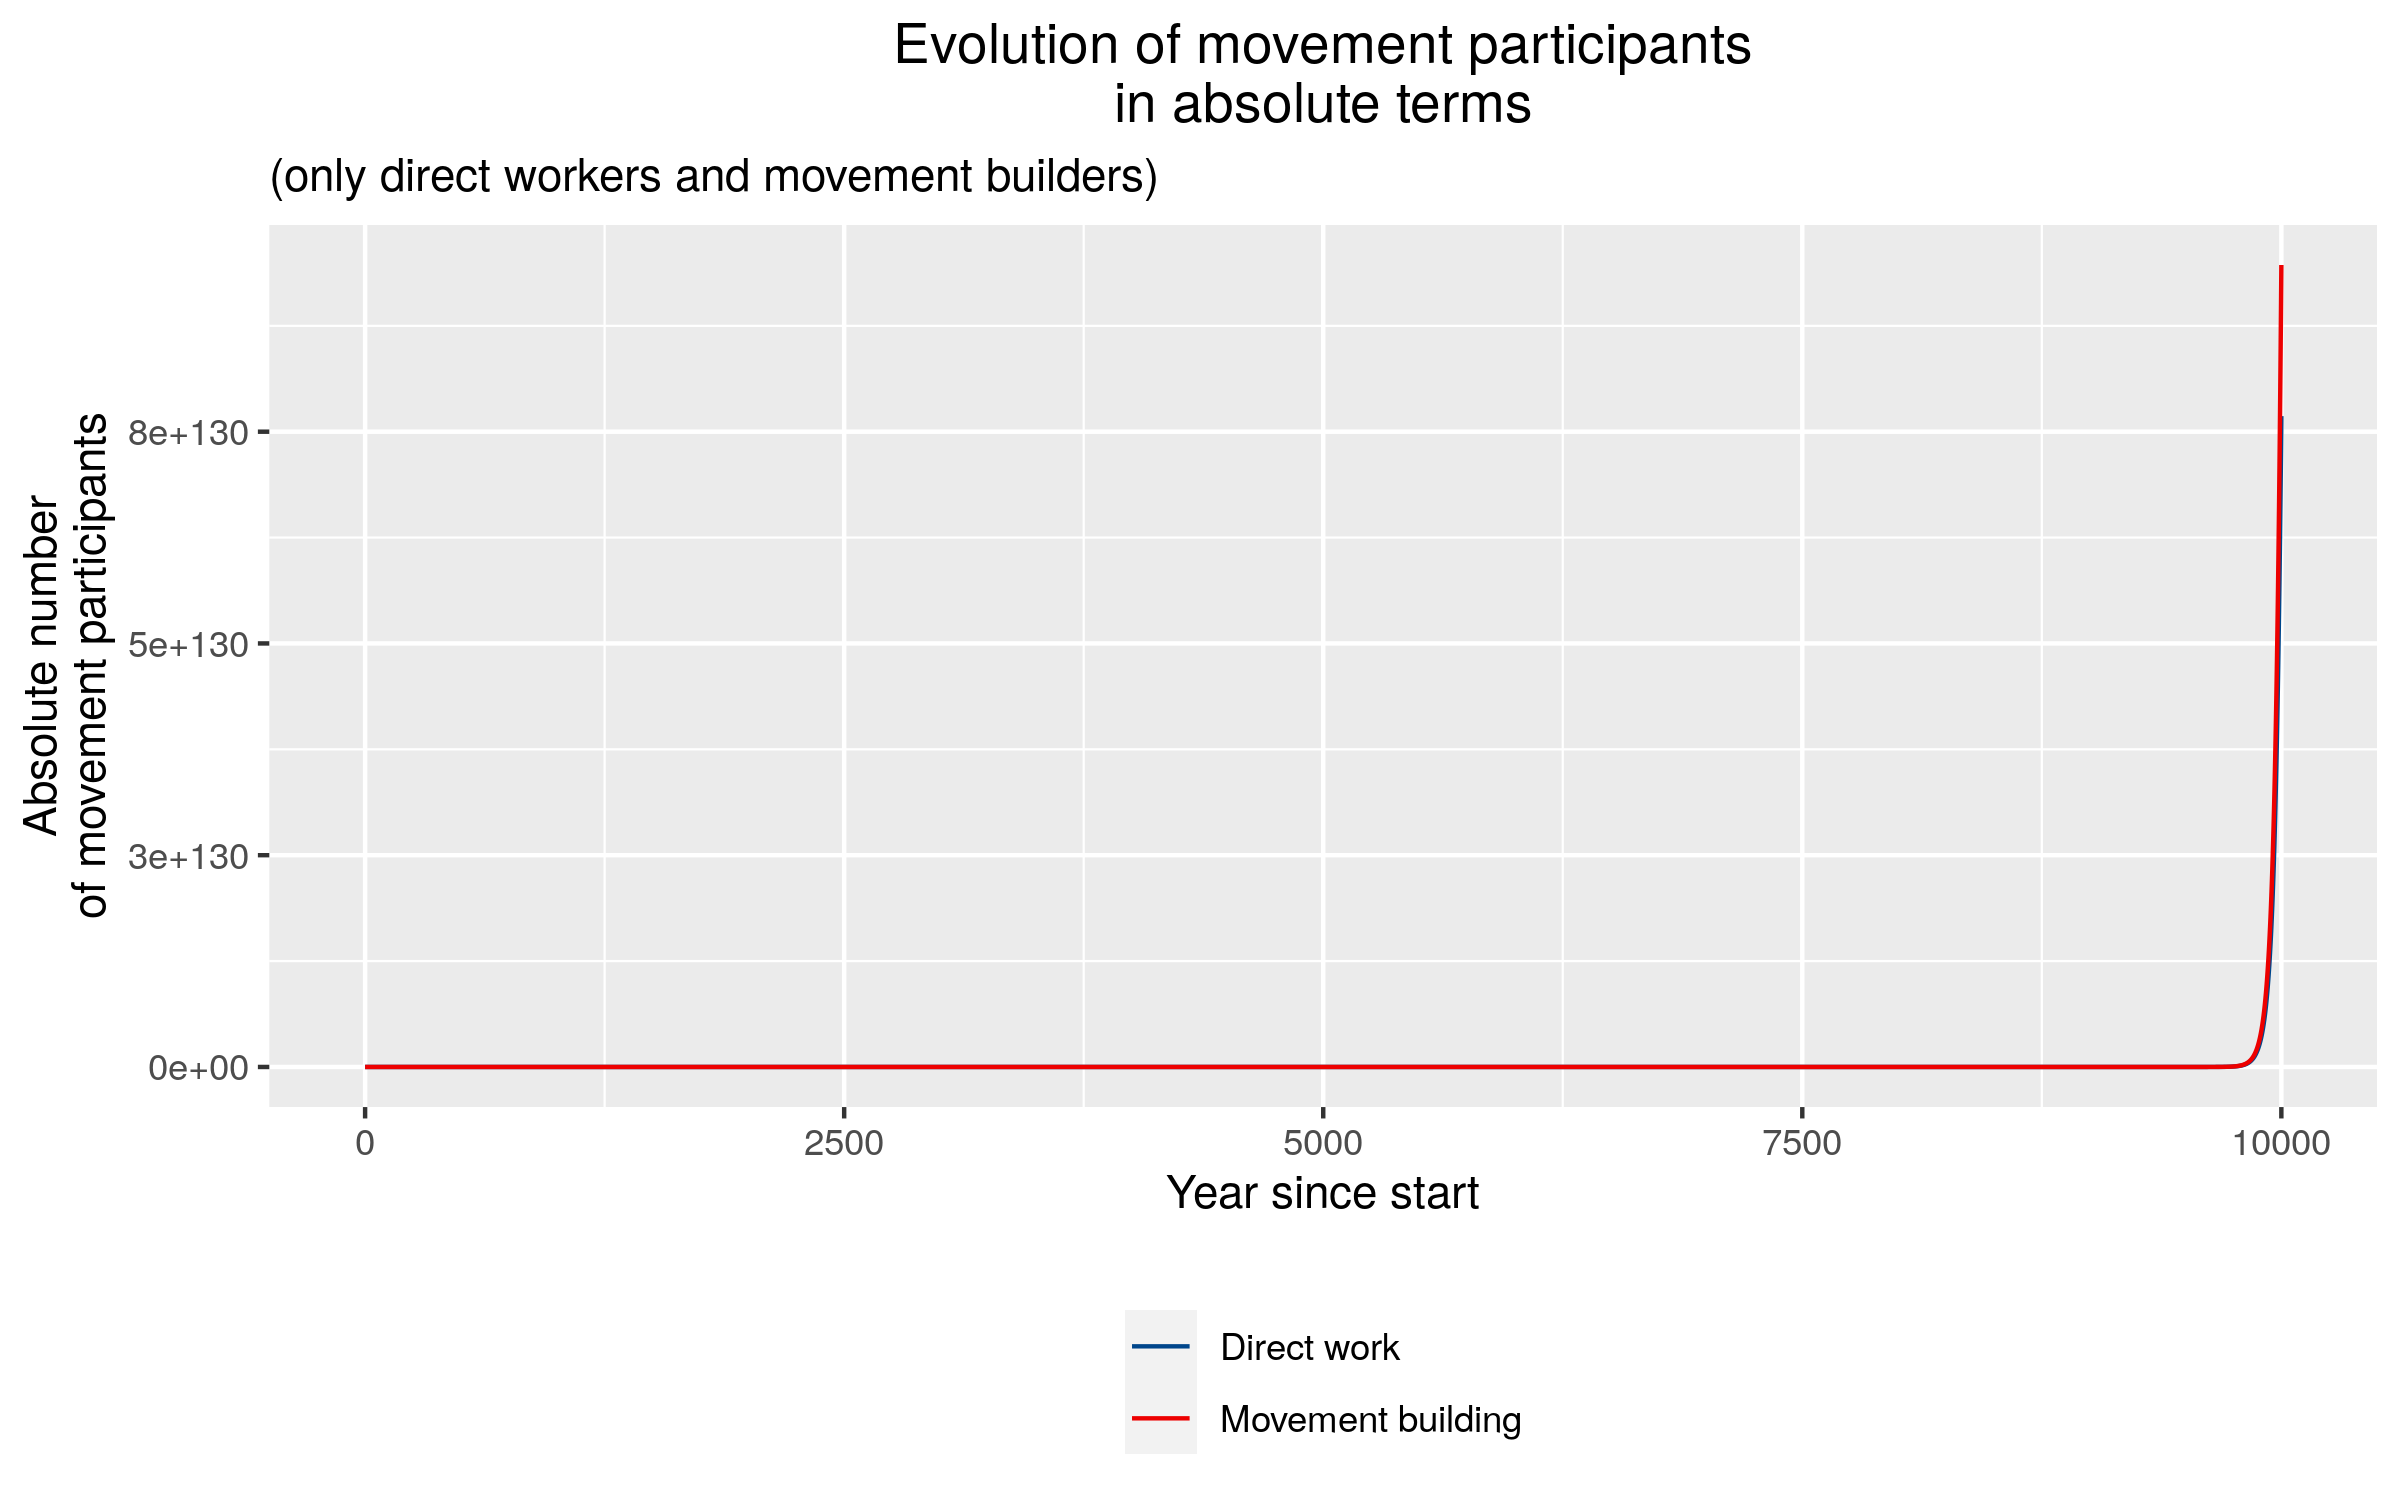 Evolution of movement participants
in absolute terms
(only direct workers and movement builders)
Absolute number
of movement participants
8e+130
5e+130
3e+130
0e+00
0
2500
5000
7500
10000
Year since start
Direct work
Movement building